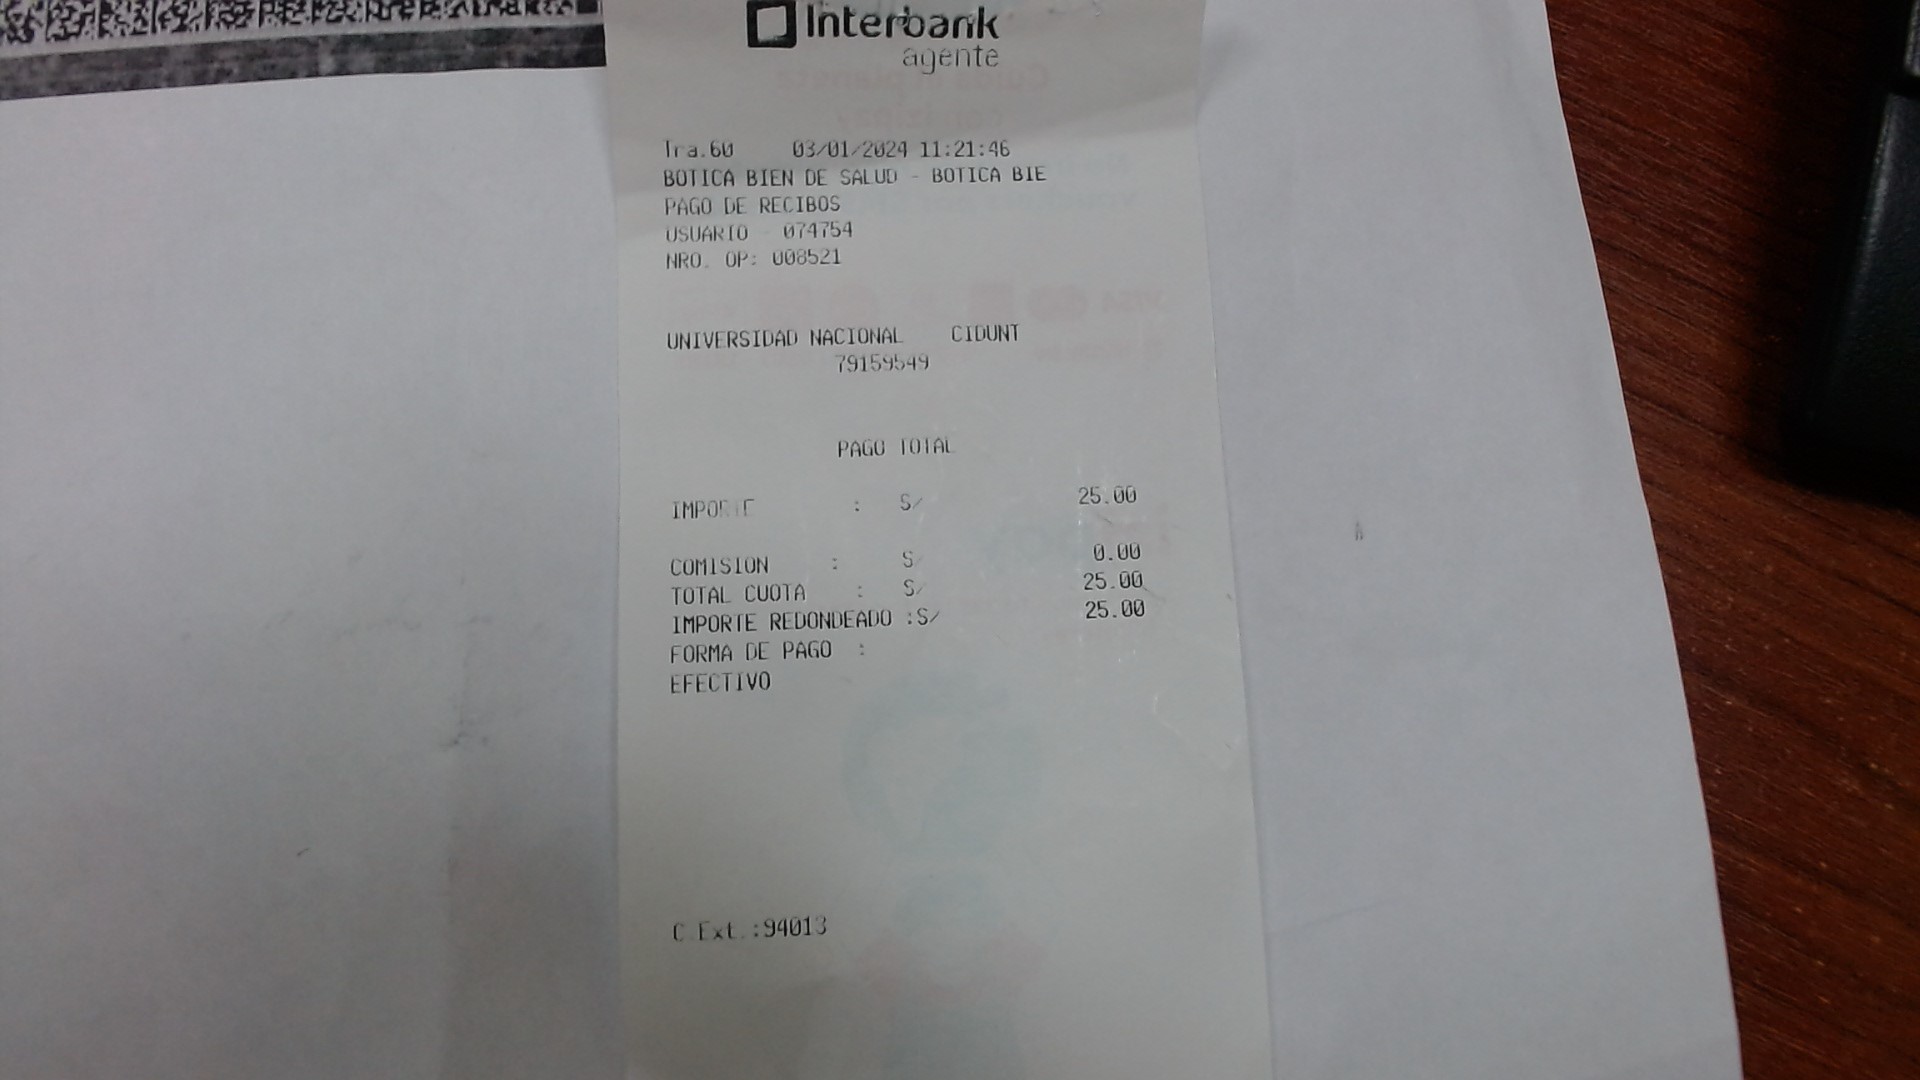 Interbank
agente
Tra.60 03/01/2024 11:21:46
BOTICA BIEN DE SALUD - BOTICA BIE
PAGO DE RECIBOS
USUARIO 074754
NRO. OP: 008521
UNIVERSIDAD NACIONAL CIDUNT
79159549
PAGO TOTAL
IMPORTE : S/ 25.00
COMISION : S/ 0.00
TOTAL CUOTA : S/ 25.00
IMPORTE REDONDEADO :S/ 25.00
FORMA DE PAGO :
EFECTIVO
C.Ext.:94013